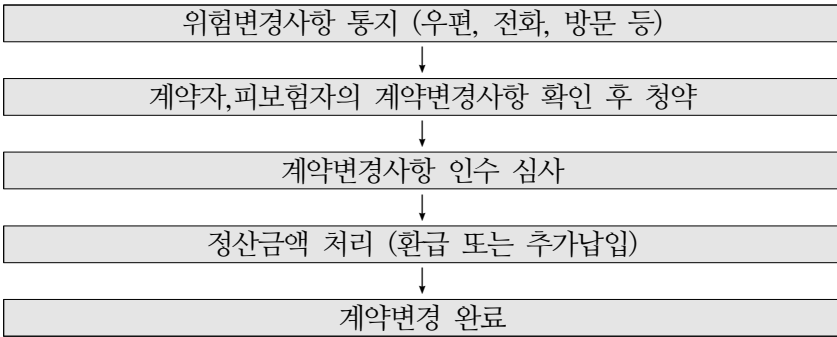 위험변경사항 통지 (우편, 전화, 방문 등)
계약자,피보험자의 계약변경사항 확인 후 청약
계약변경사항 인수 심사
정산금액 처리 (환급 또는 추가납입)
계약변경 완료